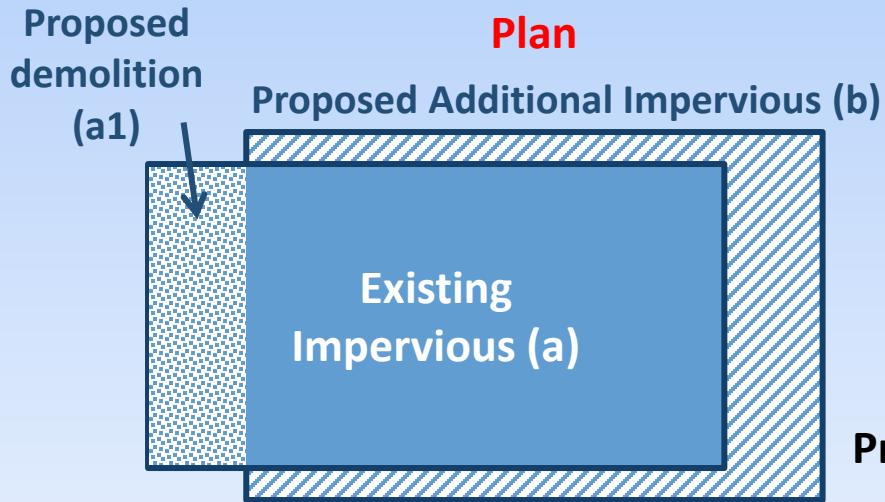 Proposed
demolition
(a1)
Plan
Proposed Additional Impervious (b)
Existing
Impervious (a)